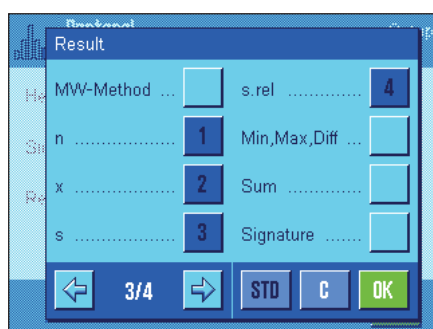 Result
MW-Method ...
s.rel ............. 4
n .................. 1
Min,Max,Diff ...
x .................. 2
Sum .............
s .................. 3
Signature .......
3/4
STD
C
OK